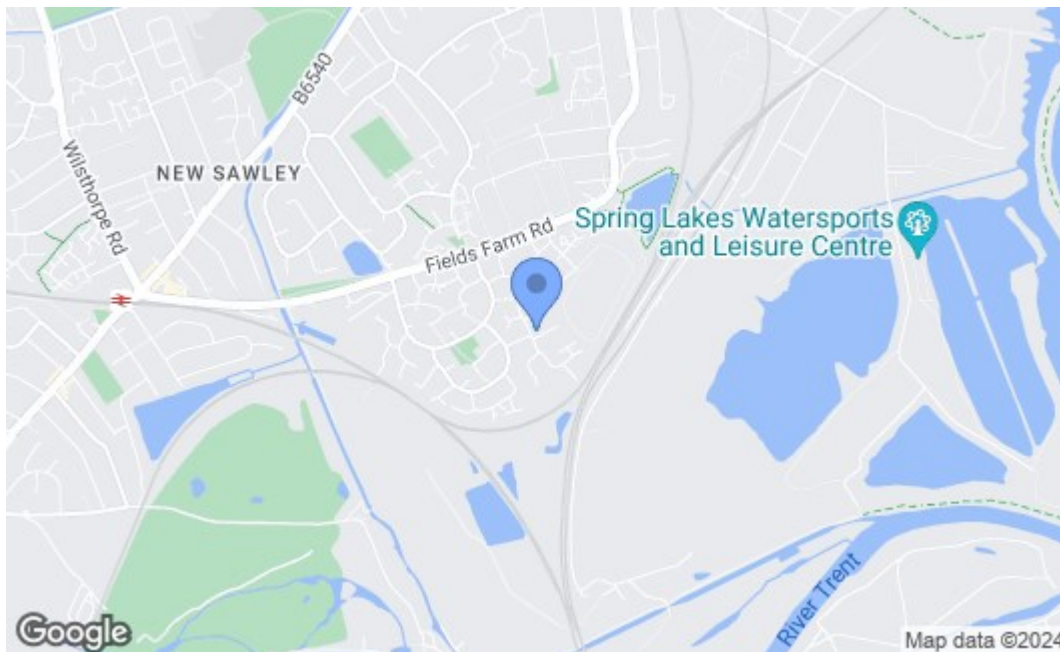 B6540
Wilsthorpe Rd
NEW SAWLEY
Fields Farm Rd
Spring Lakes Watersports
and Leisure Centre
River Trent
Google
Map data ©2024